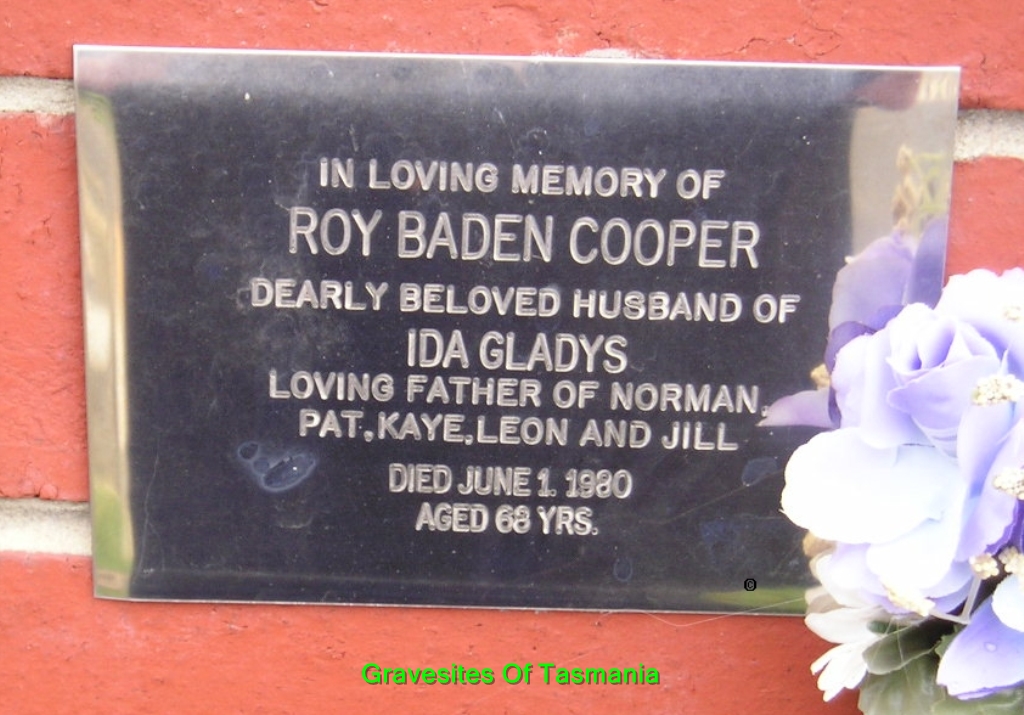 IN LOVING MEMORY OF
ROY BADEN COOPER
DEARLY BELOVED HUSBAND OF
IDA GLADYS
LOVING FATHER OF NORMAN,
PAT, KAYE, LEON AND JILL
DIED JUNE 1. 1980
AGED 68 YRS.
©
Gravesites Of Tasmania